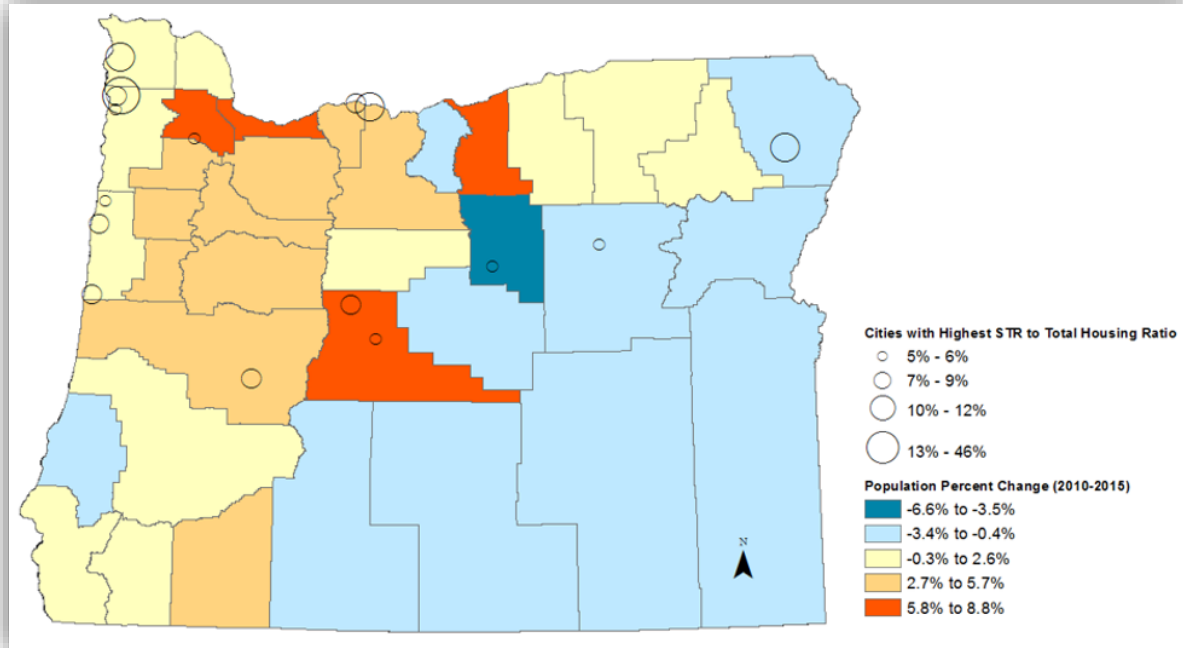 Cities with Highest STR to Total Housing Ratio
5% - 6%
7% - 9%
10% - 12%
13% - 46%
Population Percent Change (2010-2015)
-6.6% to -3.5%
-3.4% to -0.4%
-0.3% to 2.6%
2.7% to 5.7%
5.8% to 8.8%
N